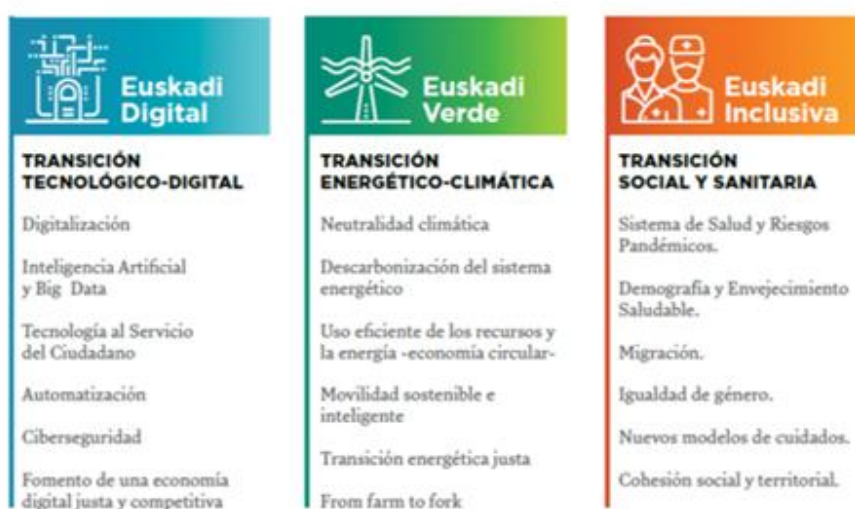 Euskadi
Digital
TRANSICIÓN
TECNOLÓGICO-DIGITAL
Digitalización
Inteligencia Artificial
y Big Data
Tecnología al Servicio
del Ciudadano
Automatización
Ciberseguridad
Fomento de una economía
digital justa y competitiva
Euskadi
Verde
TRANSICIÓN
ENERGÉTICO-CLIMÁTICA
Neutralidad climática
Descarbonización del sistema
energético
Uso eficiente de los recursos y
la energía -economía circular-
Movilidad sostenible e
inteligente
Transición energética justa
From farm to fork
Euskadi
Inclusiva
TRANSICIÓN
SOCIAL Y SANITARIA
Sistema de Salud y Riesgos
Pandémicos.
Demografía y Envejecimiento
Saludable.
Migración.
Igualdad de género.
Nuevos modelos de cuidados.
Cohesión social y territorial.